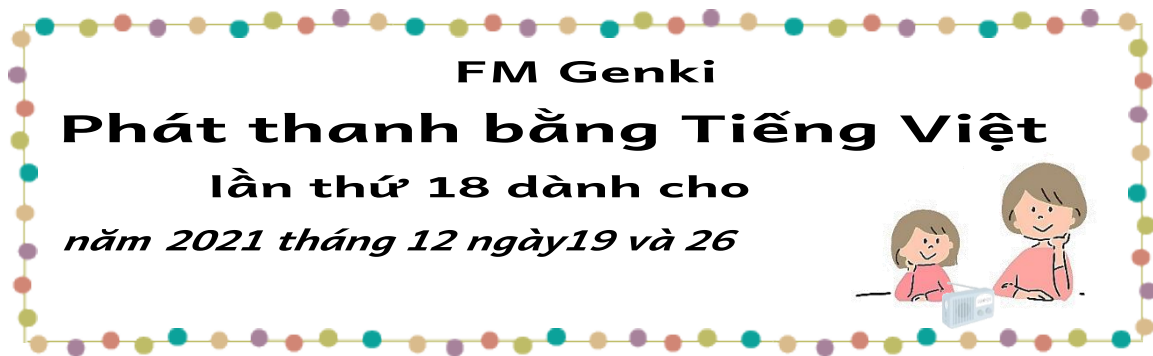 FM Genki
Phát thanh bằng Tiếng Việt
lần thứ 18 dành cho
năm 2021 tháng 12 ngày19 và 26